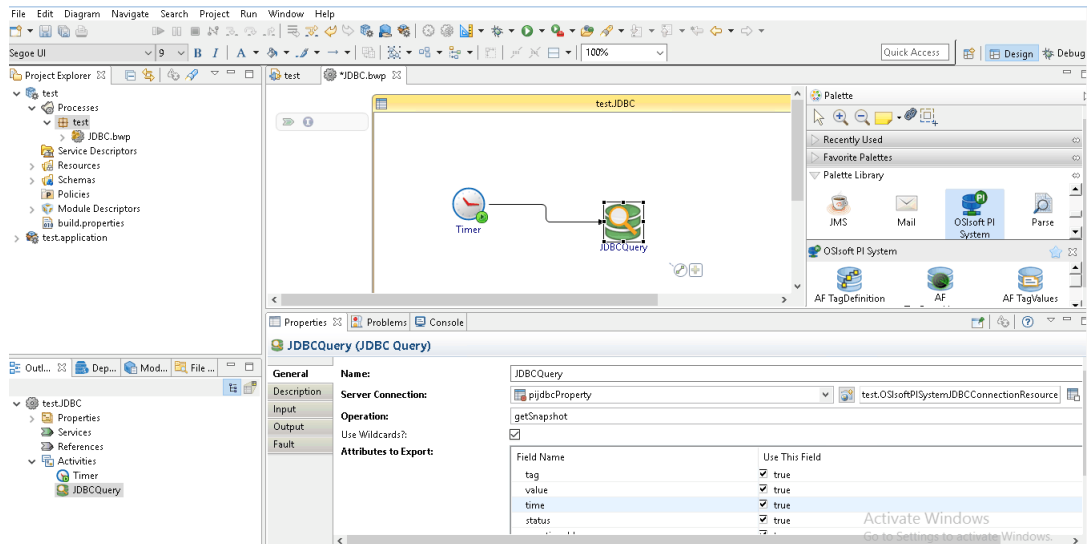 File Edit Diagram Navigate Search Project Run Window Help
Segoe UI 9 B I A 100% Quick Access Design Debug
Project Explorer
test
Processes
test
JDBC.bwp
Service Descriptors
Resources
Schemas
Policies
Module Descriptors
build.properties
test.application
test *JDBC.bwp
test.JDBC
Timer
JDBCQuery
Palette
Recently Used
Favorite Palettes
Palette Library
JMS Mail OSIsoft PI System Parse
OSIsoft PI System
AF TagDefinition AF AF TagValues
Outl... Dep... Mod... File ...
test.JDBC
Properties
Services
References
Activities
Timer
JDBCQuery
Properties Problems Console
JDBCQuery (JDBC Query)
General
Description
Input
Output
Fault
Name: JDBCQuery
Server Connection: pijdbcProperty test.OSIsoftPISystemJDBCConnectionResource
Operation: getSnapshot
Use Wildcards?:
Attributes to Export:
Field Name Use This Field
tag true
value true
time true
status true
Activate Windows
Go to Settings to activate Windows.